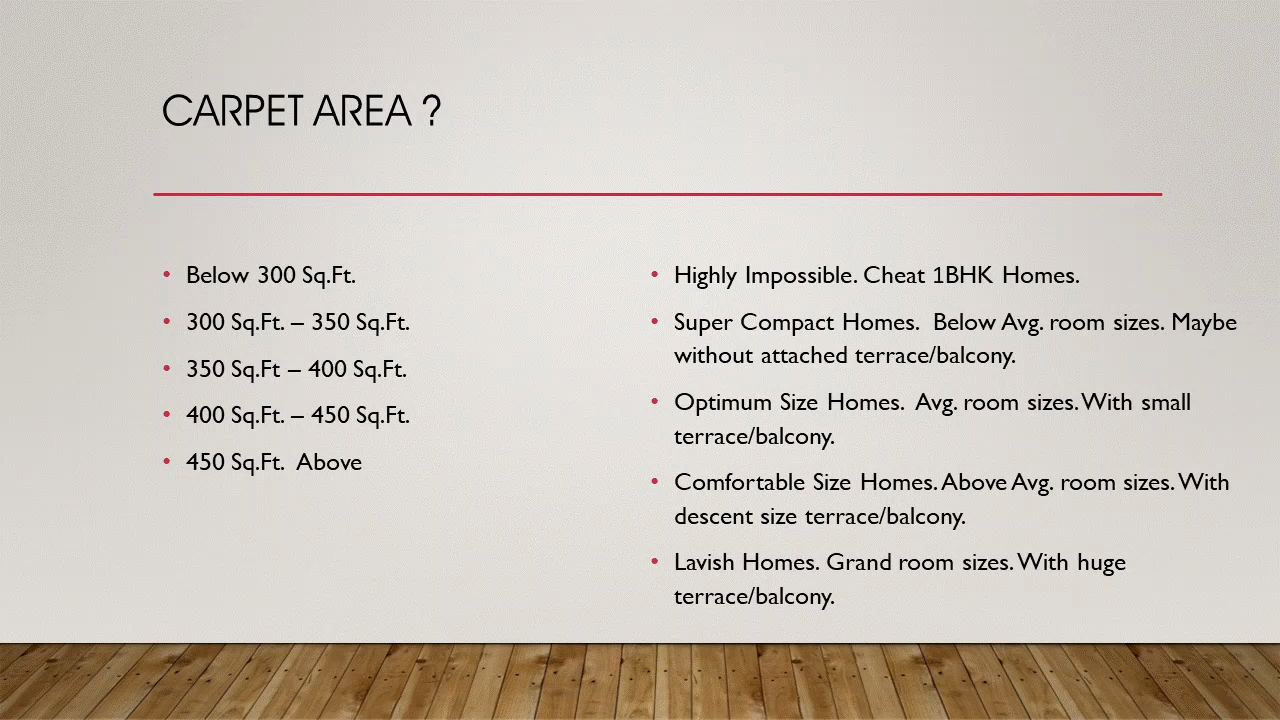 CARPET AREA ?
• Below 300 Sq.Ft.
• 300 Sq.Ft. – 350 Sq.Ft.
• 350 Sq.Ft – 400 Sq.Ft.
• 400 Sq.Ft. – 450 Sq.Ft.
• 450 Sq.Ft. Above
• Highly Impossible. Cheat 1BHK Homes.
• Super Compact Homes. Below Avg. room sizes. Maybe
without attached terrace/balcony.
• Optimum Size Homes. Avg. room sizes. With small
terrace/balcony.
• Comfortable Size Homes. Above Avg. room sizes. With
descent size terrace/balcony.
• Lavish Homes. Grand room sizes. With huge
terrace/balcony.